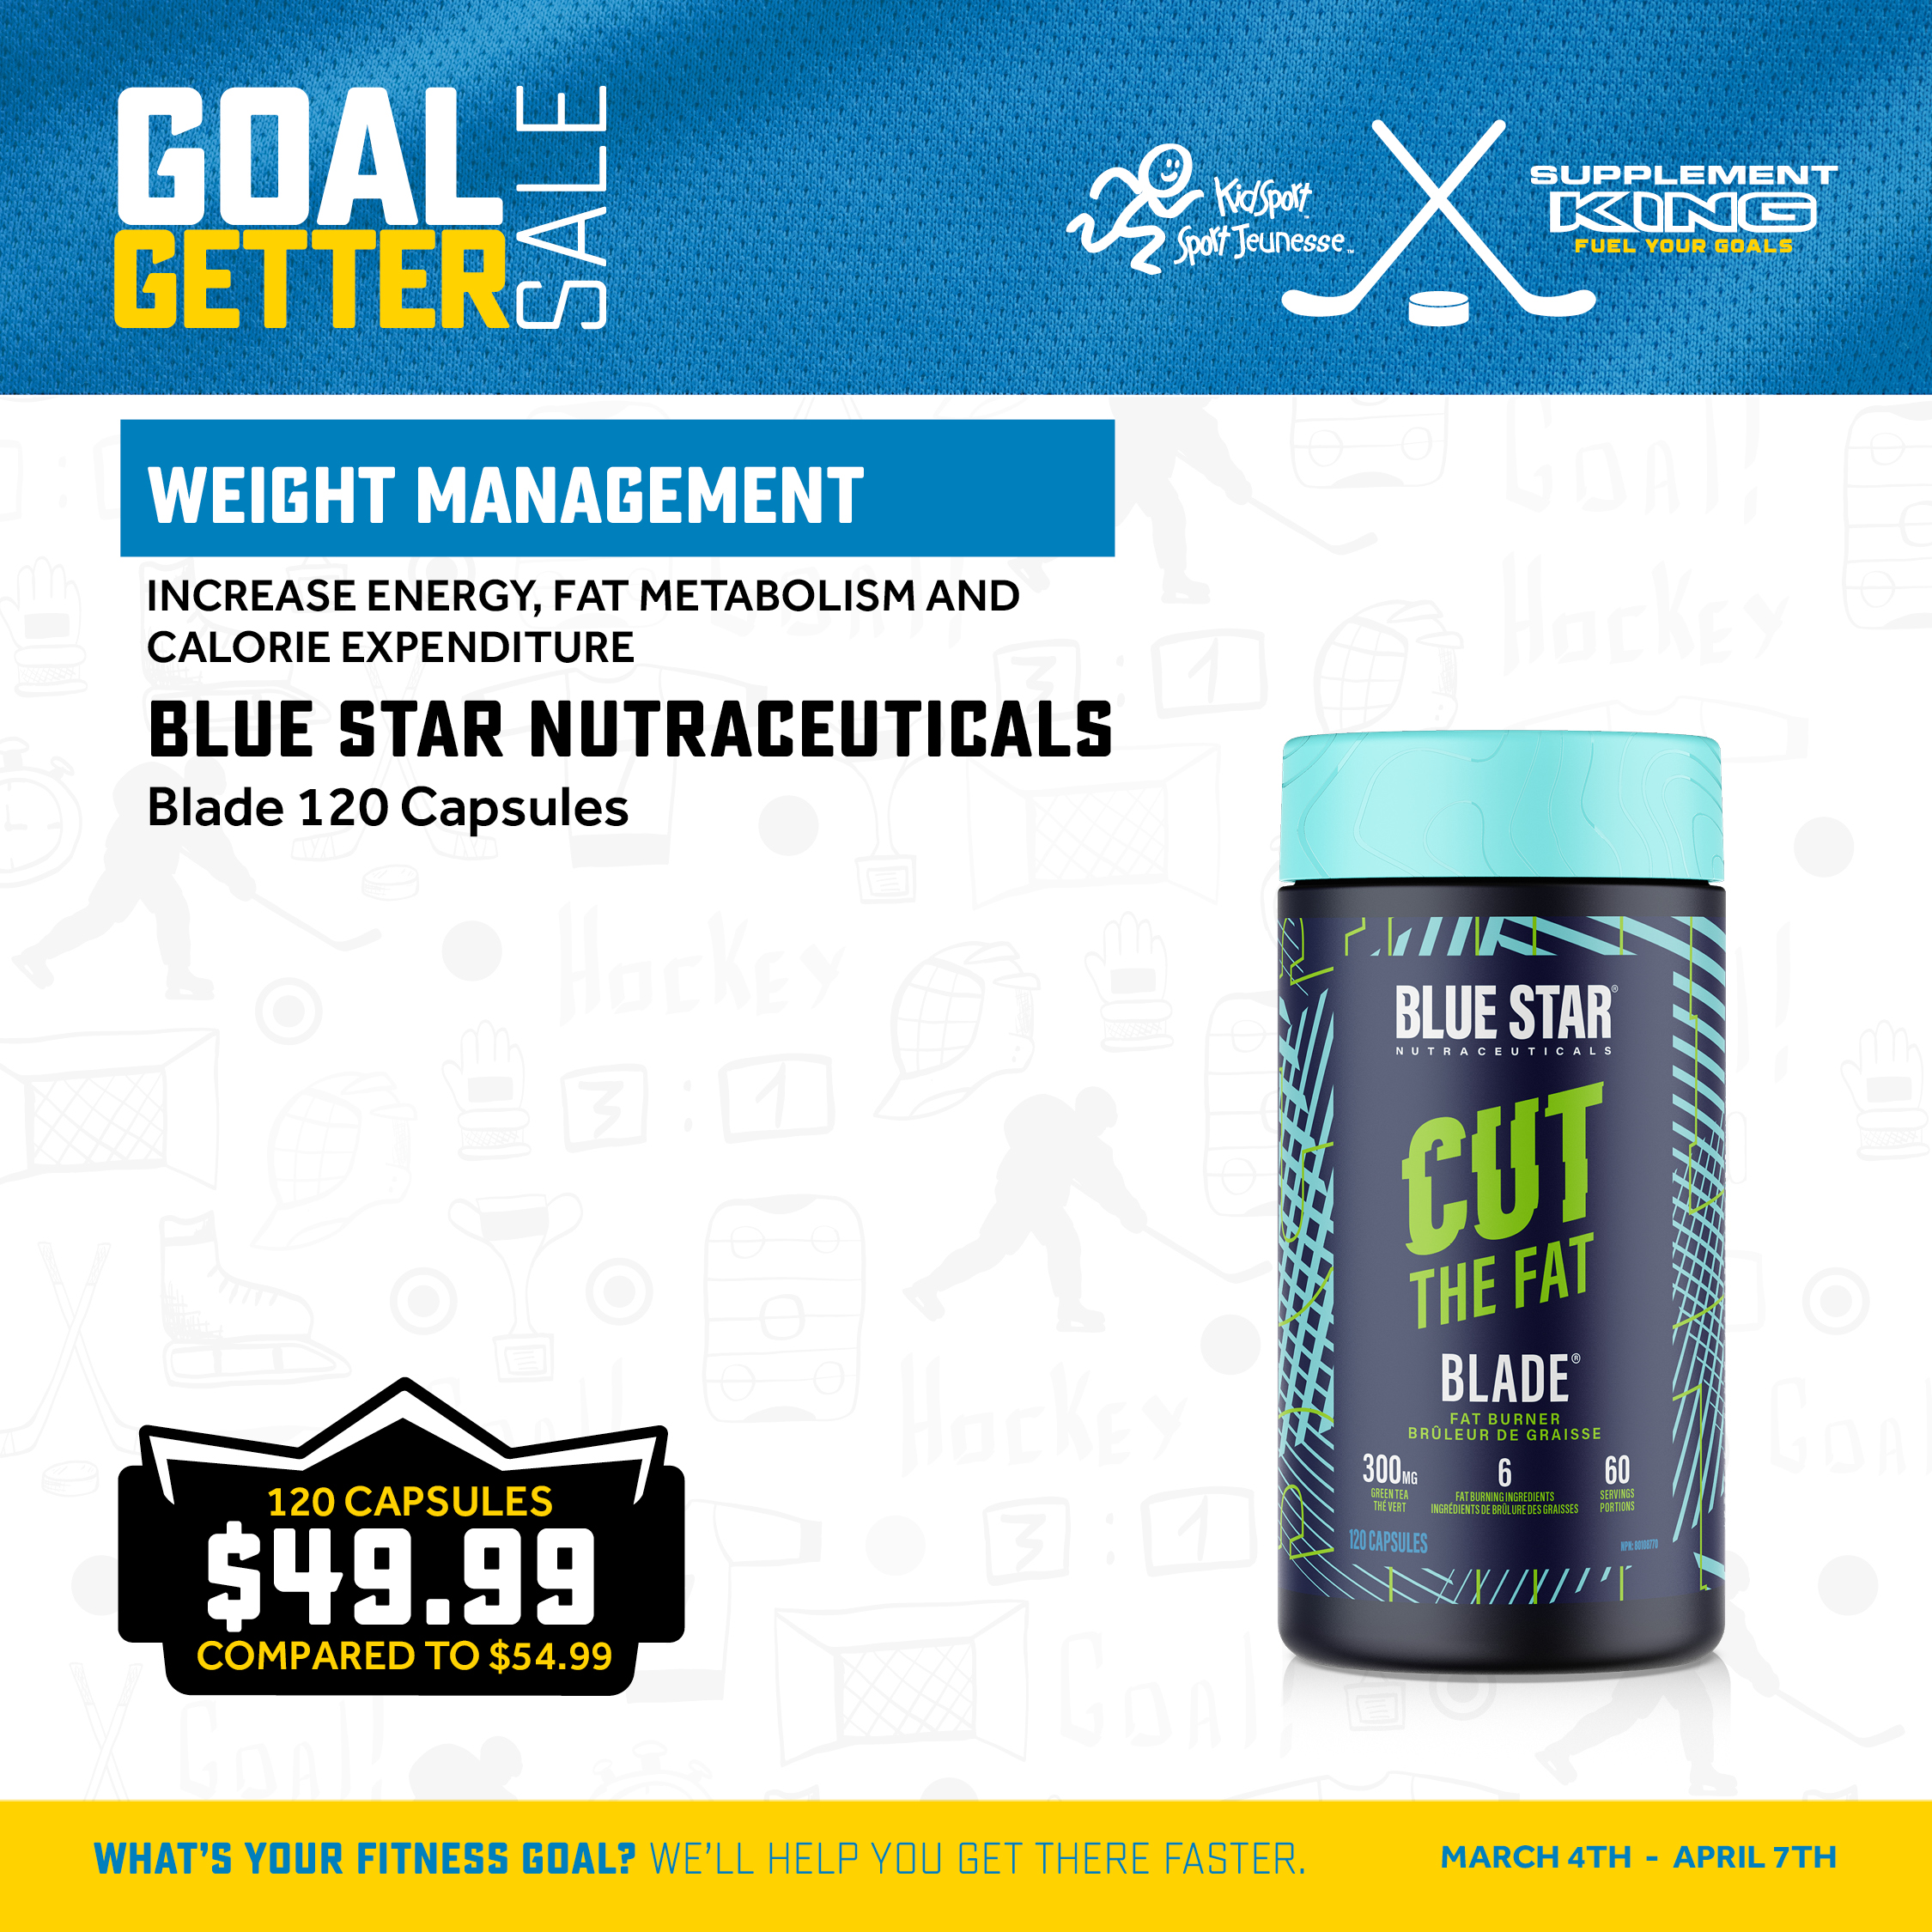 GOAL
GETTER
SALE
KidSport™
Sport Jeunesse™
SUPPLEMENT
KING
FUEL YOUR GOALS
WEIGHT MANAGEMENT
INCREASE ENERGY, FAT METABOLISM AND
CALORIE EXPENDITURE
BLUE STAR NUTRACEUTICALS
Blade 120 Capsules
BLUE STAR®
NUTRACEUTICALS
CUT
THE FAT
BLADE®
FAT BURNER
BRÛLEUR DE GRAISSE
300MG
GREEN TEA
THÉ VERT
6
FAT BURNING INGREDIENTS
INGRÉDIENTS DE BRÛLURE DES GRAISSES
60
SERVINGS
PORTIONS
120 CAPSULES
120 CAPSULES
$49.99
COMPARED TO $54.99
WHAT'S YOUR FITNESS GOAL? WE'LL HELP YOU GET THERE FASTER.
MARCH 4TH - APRIL 7TH